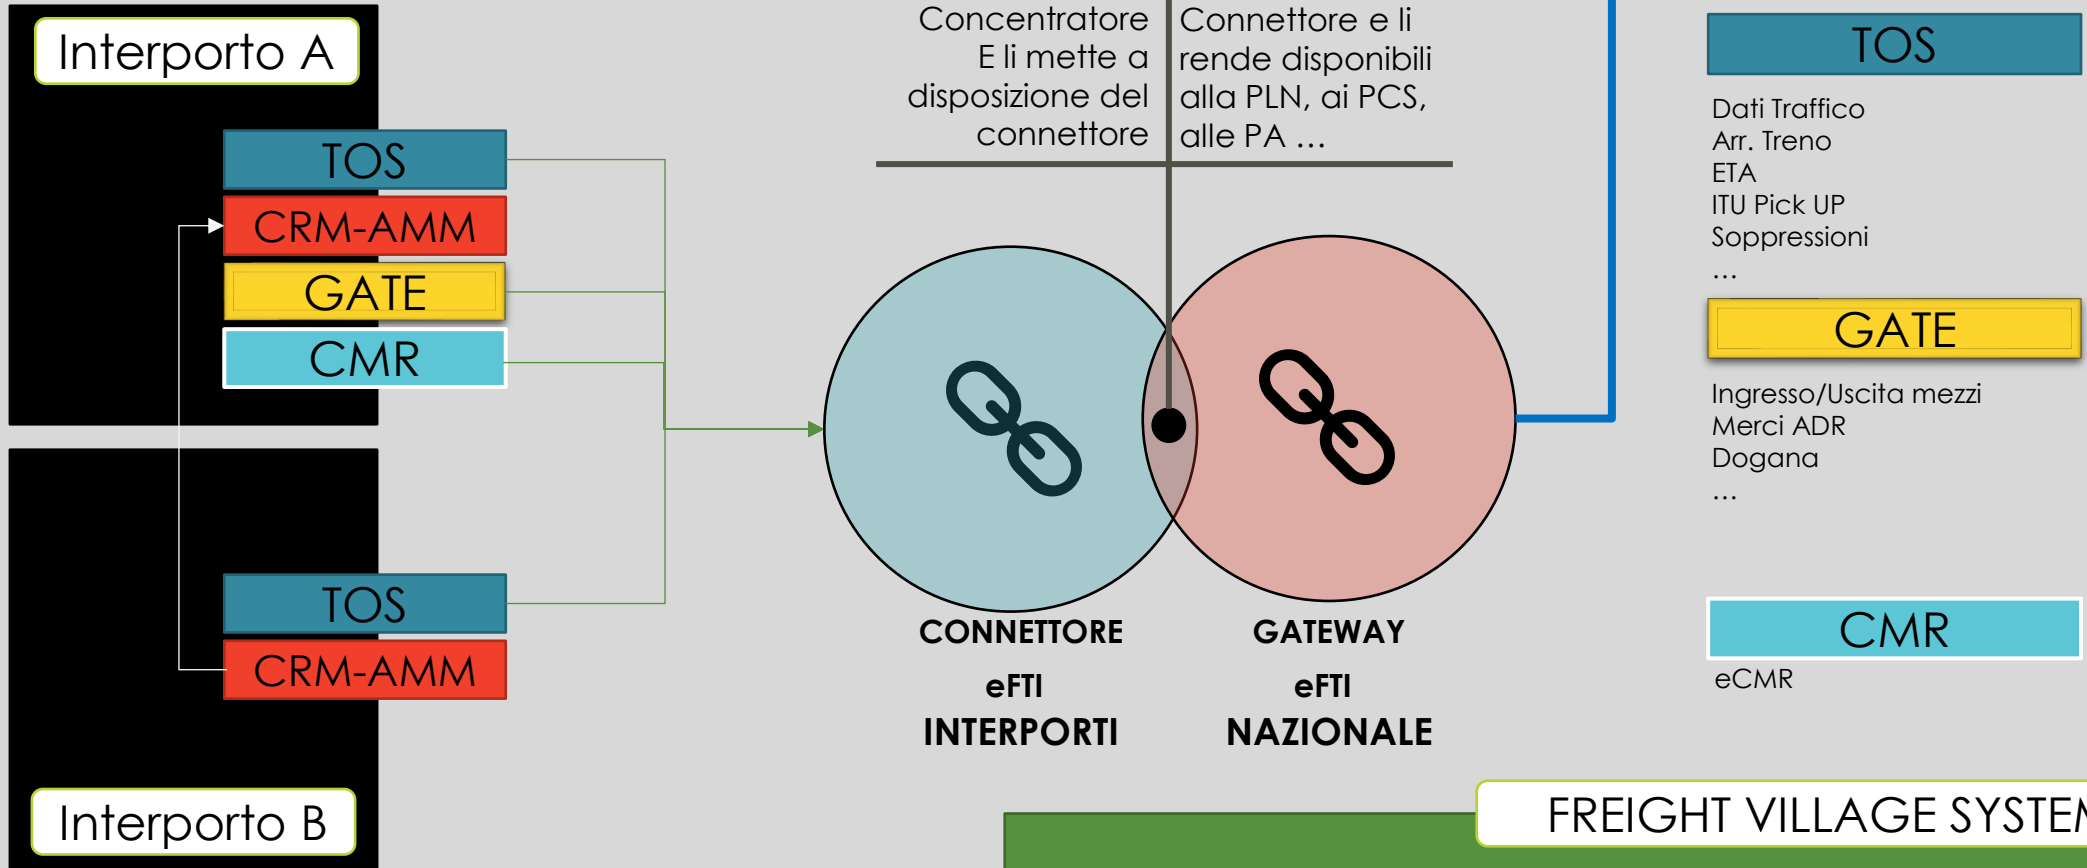 Interporto A
TOS
CRM-AMM
GATE
CMR
TOS
CRM-AMM
Interporto B
Concentratore
E li mette a
disposizione del
connettore
Connettore e li
rende disponibili
alla PLN, ai PCS,
alle PA ...
CONNETTORE
eFTI
INTERPORTI
GATEWAY
eFTI
NAZIONALE
TOS
Dati Traffico
Arr. Treno
ETA
ITU Pick UP
Soppressioni
...
GATE
Ingresso/Uscita mezzi
Merci ADR
Dogana
...
CMR
eCMR
FREIGHT VILLAGE SYSTEM